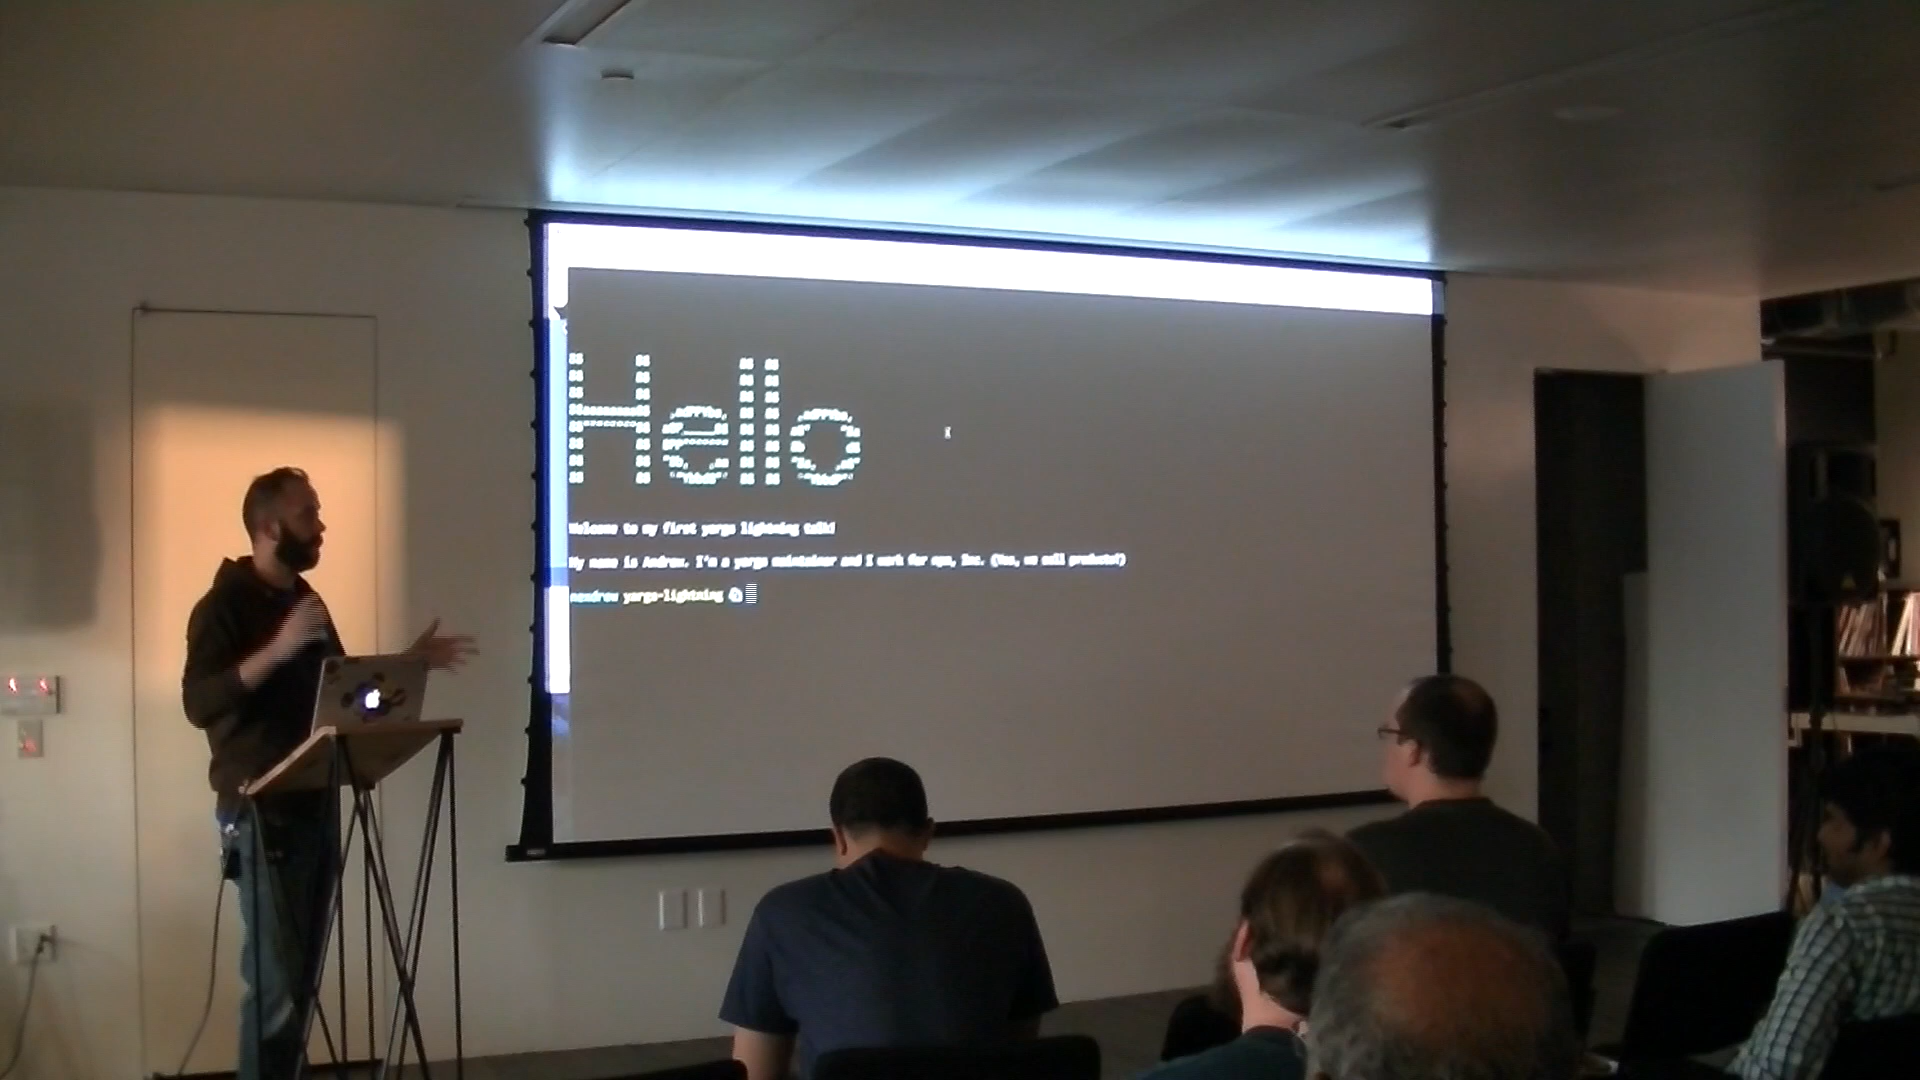 Hello
Welcome to my first yargs lightning talk!
My name is Andrew. I'm a yargs maintainer and I work for npm, Inc. (Yes, we sell products!)
nexdrew yargs-lightning